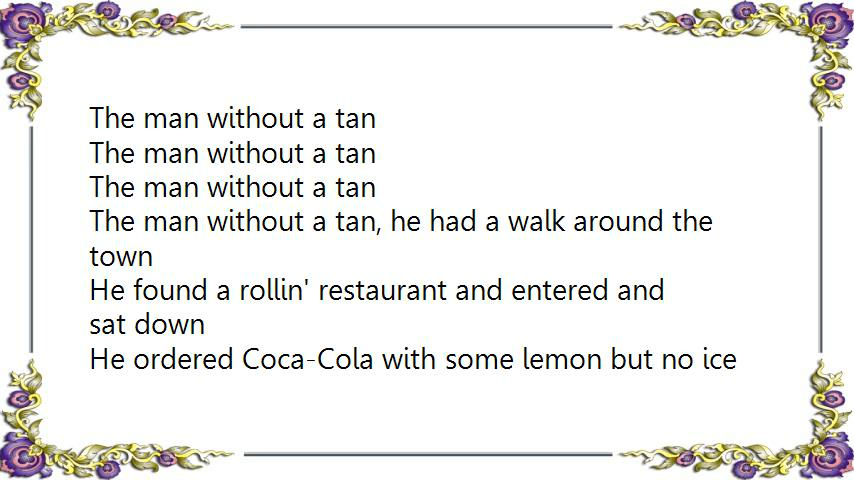 The man without a tan
The man without a tan
The man without a tan
The man without a tan, he had a walk around the
town
He found a rollin' restaurant and entered and
sat down
He ordered Coca-Cola with some lemon but no ice